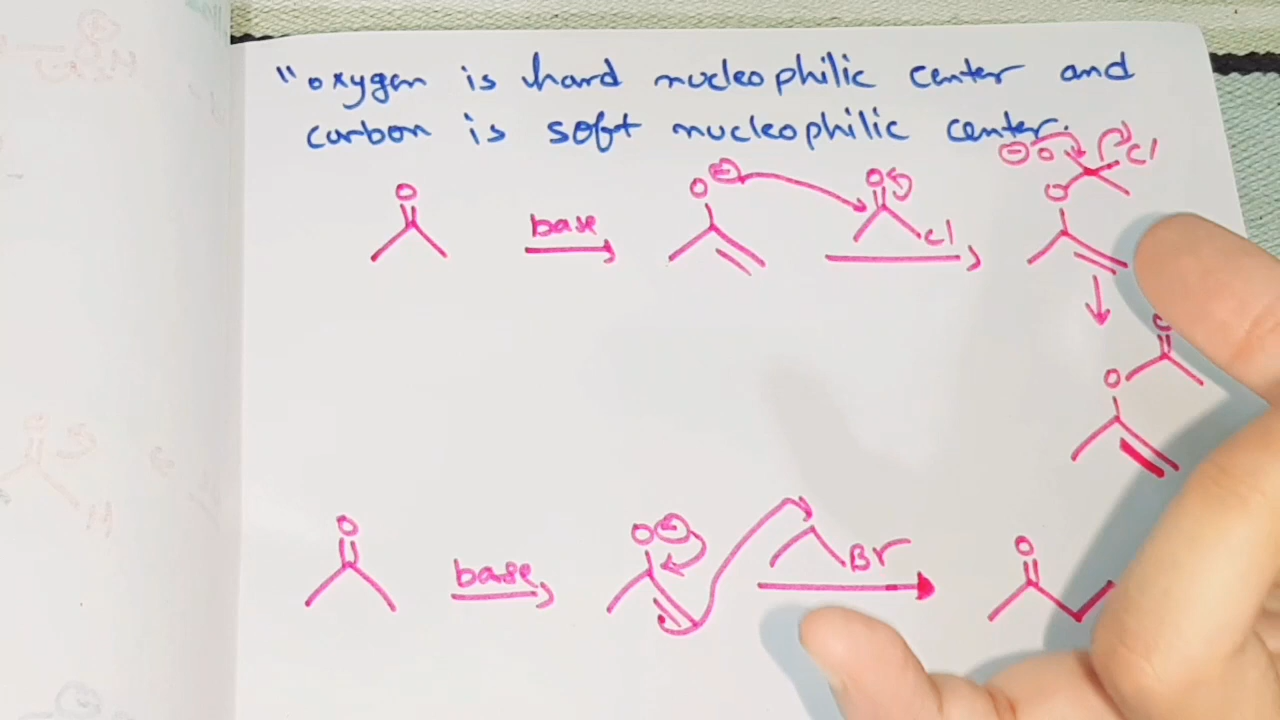 "oxygen is hard nucleophilic center and
carbon is soft nucleophilic center.
O base O ⊖ O Cl ⊖ O Cl O
O O
O base O ⊖ Br O